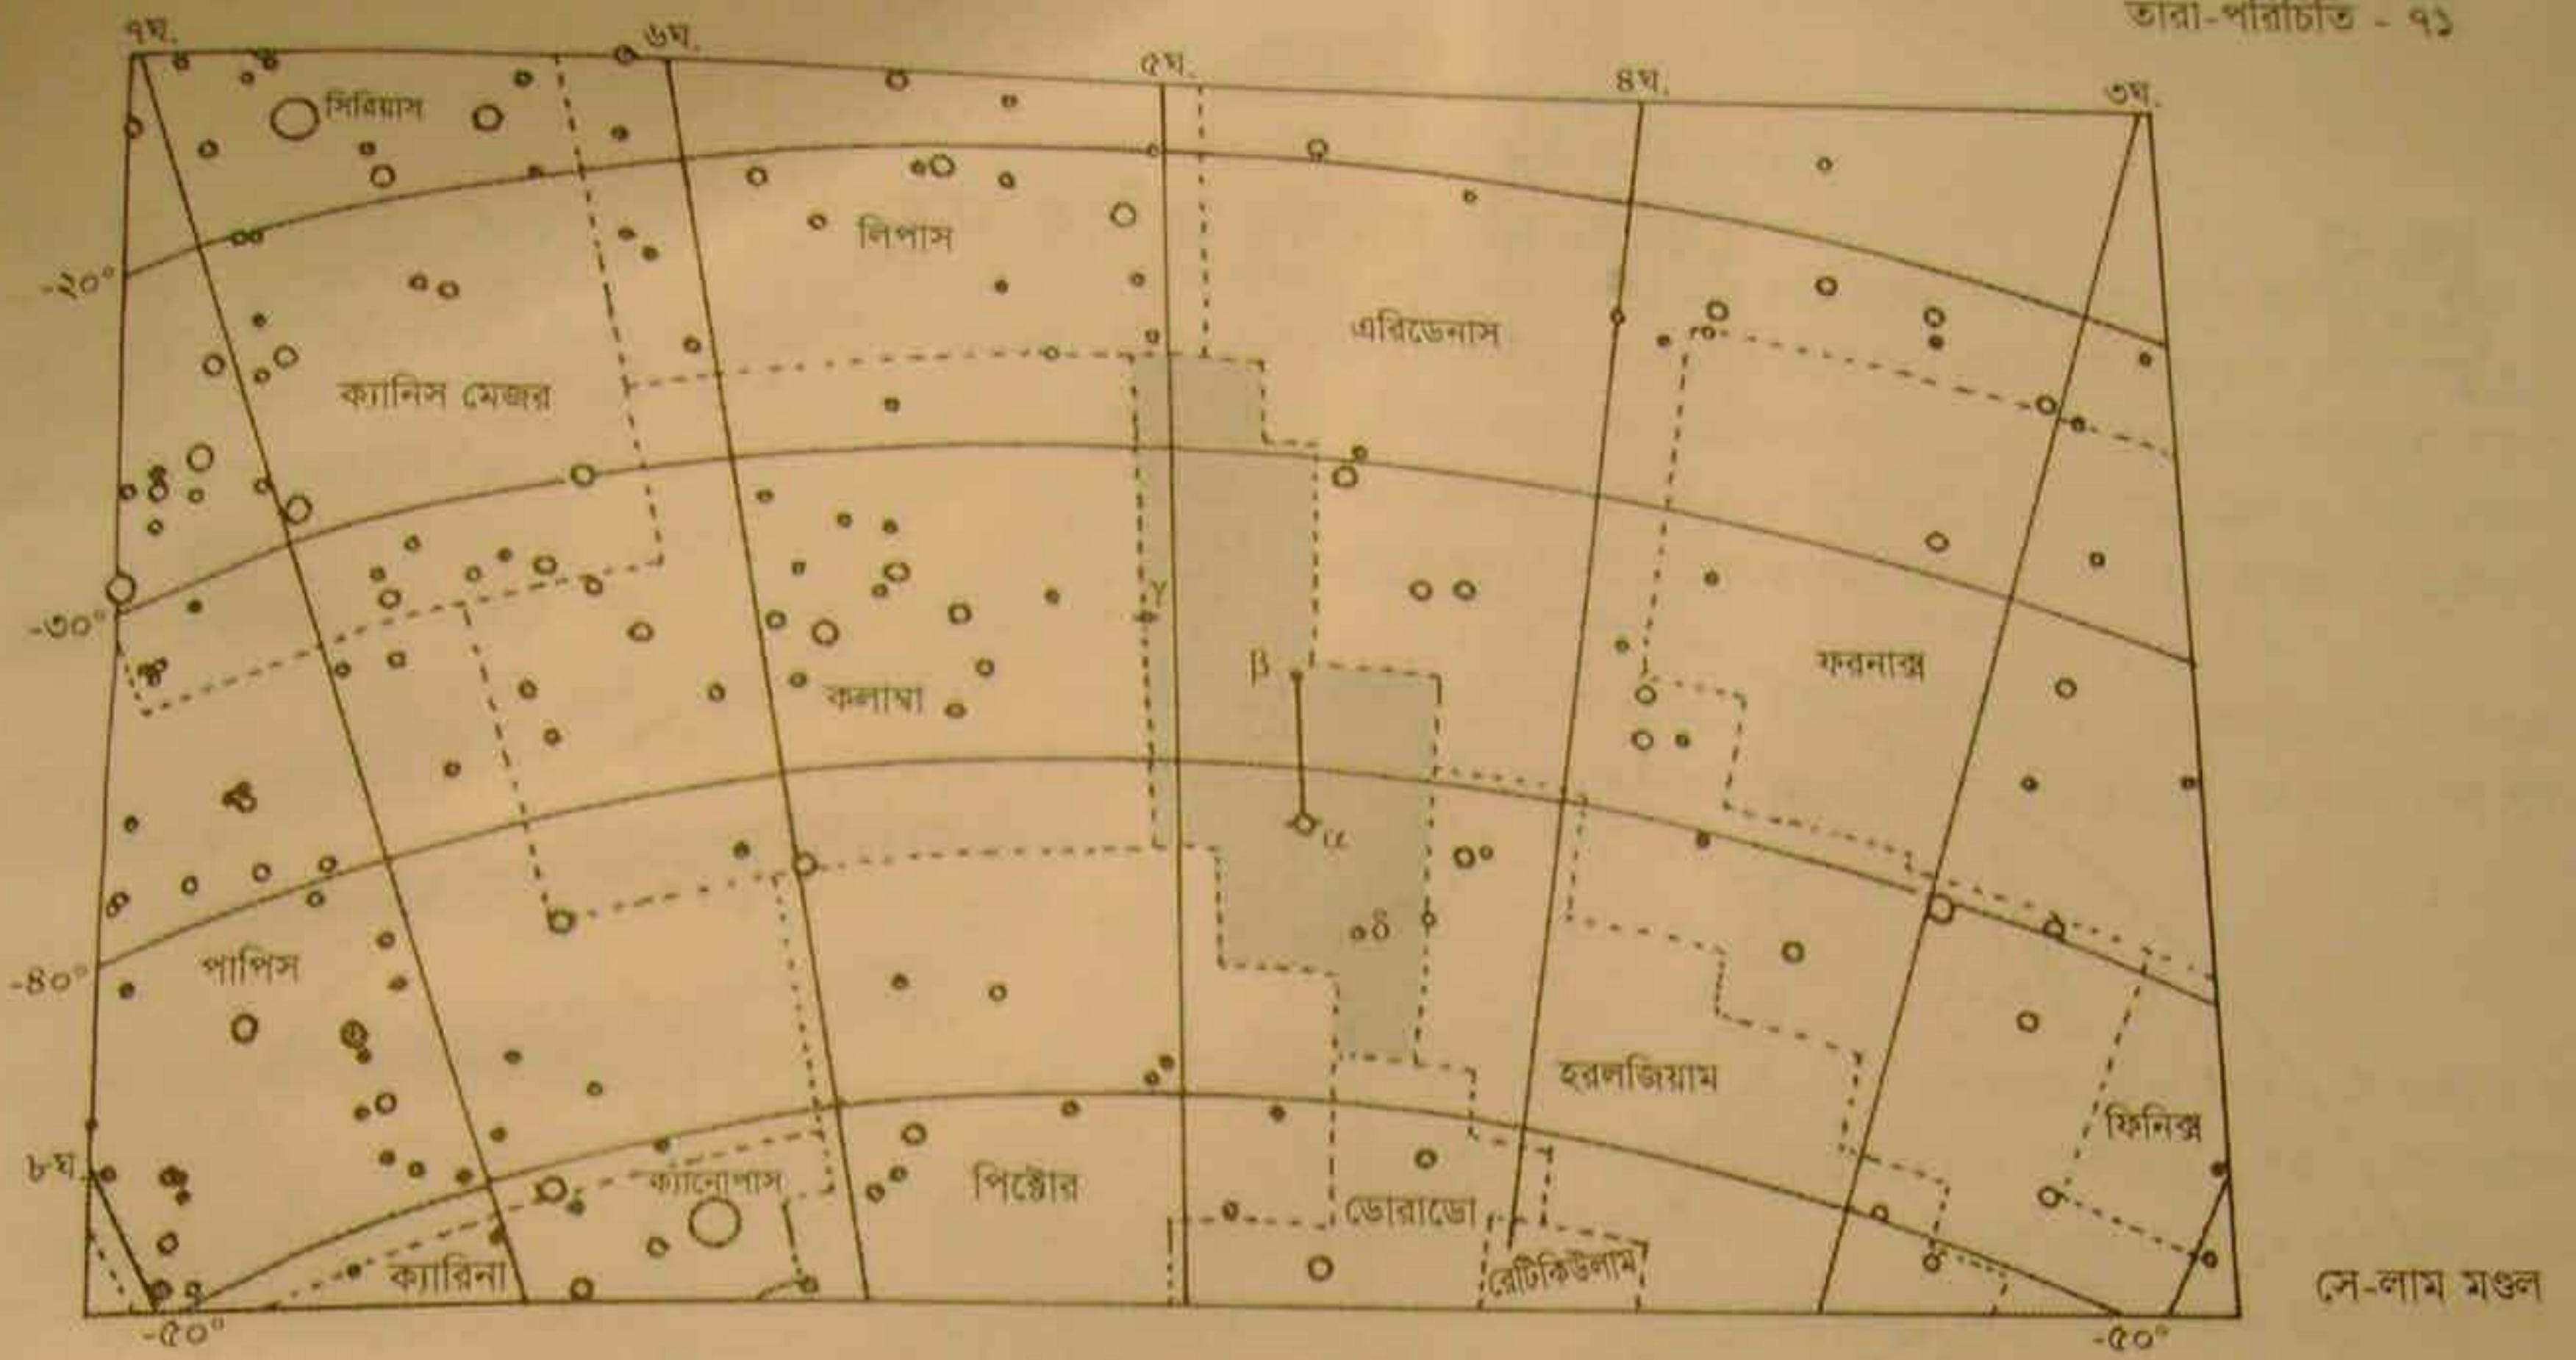 তারা-পরিচিতি - ৭১
৭ঘ.
৬ঘ.
৫ঘ.
৪ঘ.
৩ঘ.
সিরিয়াস
লিপাস
-২০°
এরিডেনাস
ক্যানিস মেজর
γ
-৩০°
β
ফরনাক্স
কলাম্বা
α
δ
পাপিস
-৪০°
হরলজিয়াম
ফিনিক্স
৮ঘ.
ক্যানোপাস
পিক্টোর
ডোরাডো
ক্যারিনা
রেটিকিউলাম
সে-লাম মণ্ডল
-৫০°
-৫০°